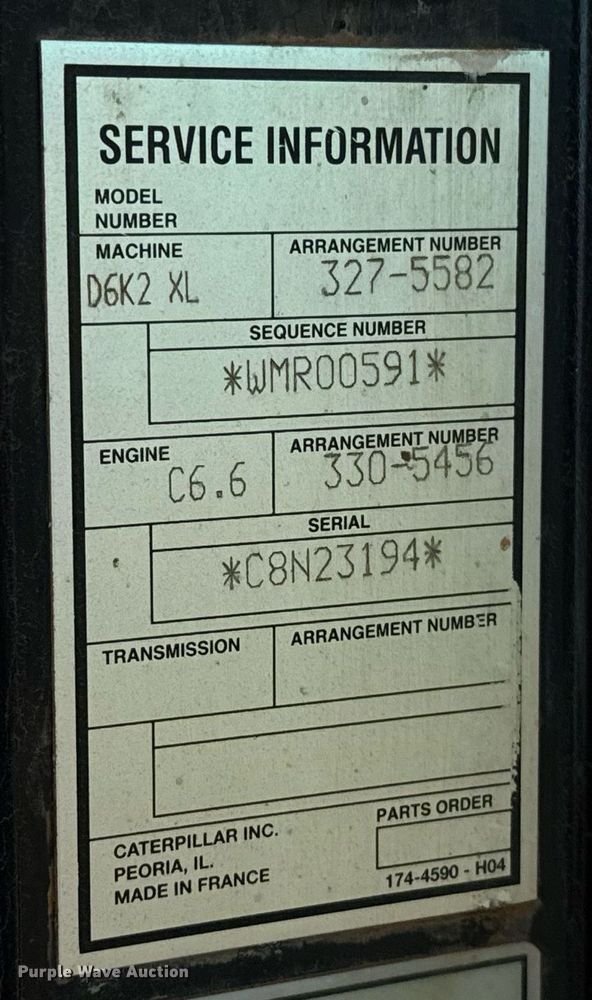 SERVICE INFORMATION
MODEL
NUMBER
MACHINE
D6K2 XL
ARRANGEMENT NUMBER
327-5582
SEQUENCE NUMBER
*WMR00591*
ENGINE
C6.6
ARRANGEMENT NUMBER
330-5456
SERIAL
*C8N23194*
TRANSMISSION
ARRANGEMENT NUMBER
CATERPILLAR INC.
PEORIA, IL.
MADE IN FRANCE
PARTS ORDER
174-4590 - H04
Purple Wave Auction